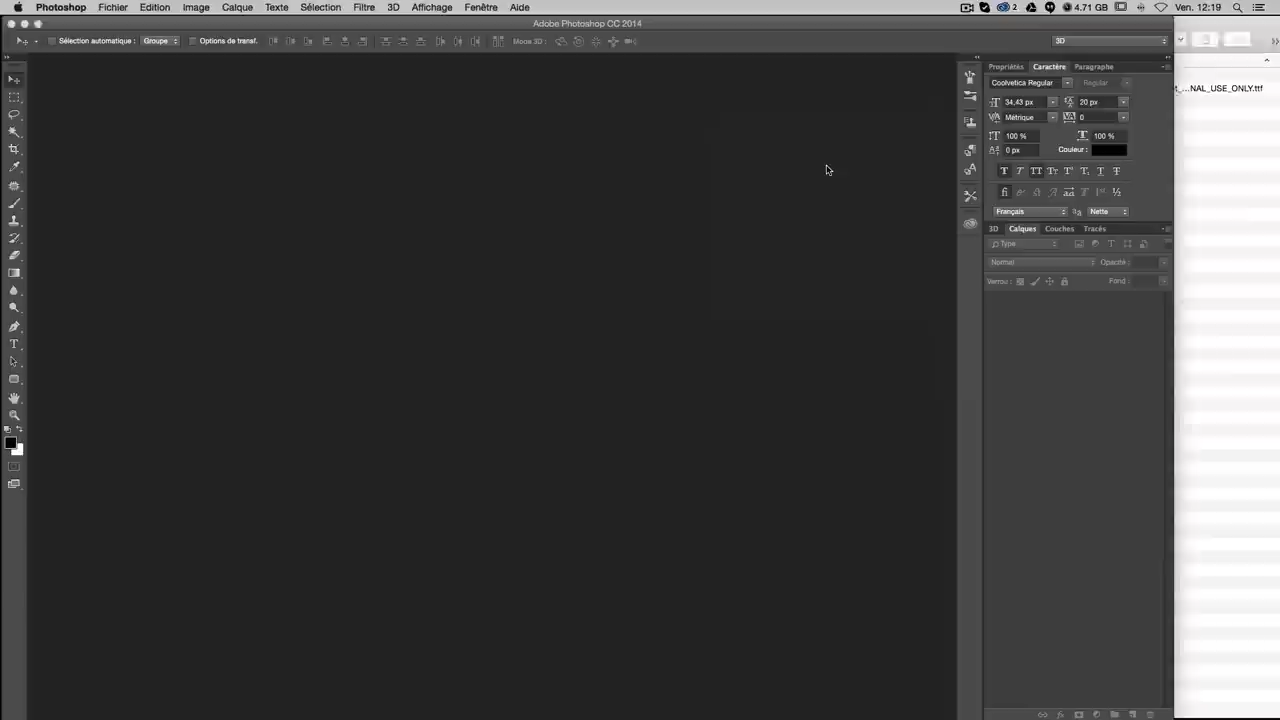 Photoshop Fichier Edition Image Calque Texte Sélection Filtre 3D Affichage Fenêtre Aide 2 4.71 GB Ven. 12:19
Adobe Photoshop CC 2014
Sélection automatique : Groupe Options de transf. Mode 3D : 3D
Propriétés Caractère Paragraphe
Coolvetica Regular Regular
34,43 px 20 px
Métrique 0
100 % 100 %
0 px Couleur :
Français Nette
3D Calques Couches Tracés
Type
Normal Opacité :
Verrou : Fond :
...NAL_USE_ONLY.ttf